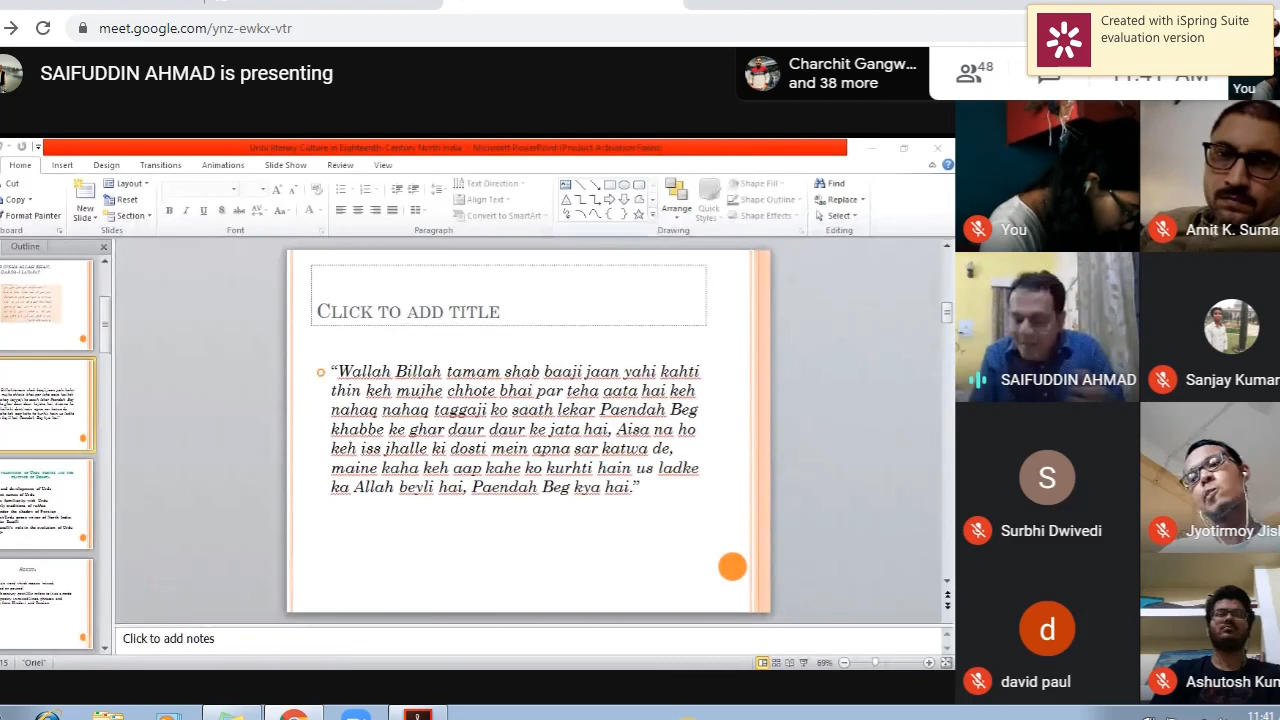 meet.google.com/ynz-ewkx-vtr
Created with iSpring Suite
evaluation version
SAIFUDDIN AHMAD is presenting
Charchit Gangw...
and 38 more
48
11:41 AM
You
Urdu literary Culture in Eighteenth-Century North India - Microsoft PowerPoint (Product Activation Failed)
Home Insert Design Transitions Animations Slide Show Review View
Cut
Copy
Format Painter
New
Slide
Layout
Reset
Section
Slides
Font
Paragraph
Text Direction
Align Text
Convert to SmartArt
Arrange
Quick
Styles
Shape Fill
Shape Outline
Shape Effects
Drawing
Find
Replace
Select
Editing
Outline
CLICK TO ADD TITLE
“Wallah Billah tamam shab baaji jaan yahi kahti
thin keh mujhe chhote bhai par teha aata hai keh
nahaq nahaq taggaji ko saath lekar Paendah Beg
khabbe ke ghar daur daur ke jata hai, Aisa na ho
keh iss jhalle ki dosti mein apna sar katwa de,
maine kaha keh aap kahe ko kurhti hain us ladke
ka Allah beyli hai, Paendah Beg kya hai.”
Click to add notes
15 "Oriel"
69%
You
Amit K. Suma
SAIFUDDIN AHMAD
Sanjay Kumar
S
Surbhi Dwivedi
Jyotirmoy Jis
d
david paul
Ashutosh Kun
11:41